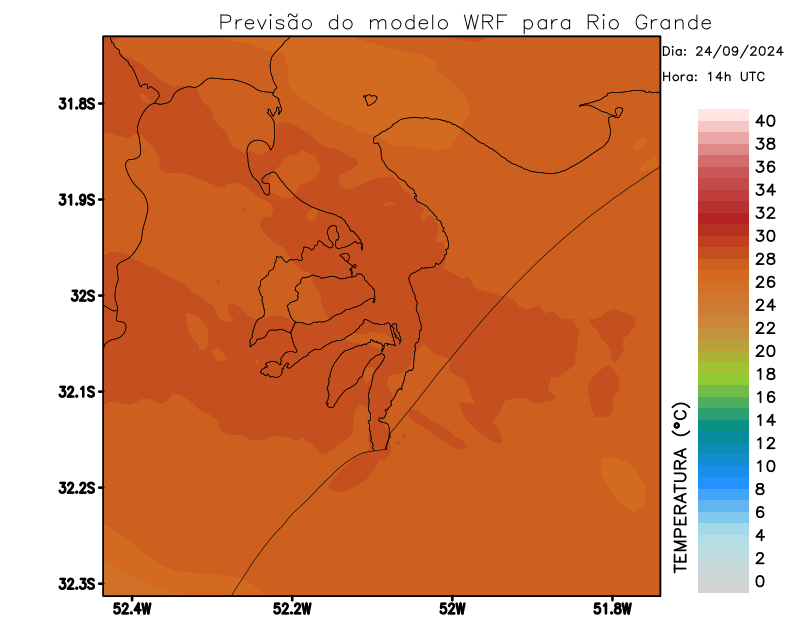 Previsão do modelo WRF para Rio Grande
Dia: 24/09/2024
Hora: 14h UTC
31.8S
31.9S
32S
32.1S
32.2S
32.3S
52.4W
52.2W
52W
51.8W
TEMPERATURA (°C)
40
38
36
34
32
30
28
26
24
22
20
18
16
14
12
10
8
6
4
2
0